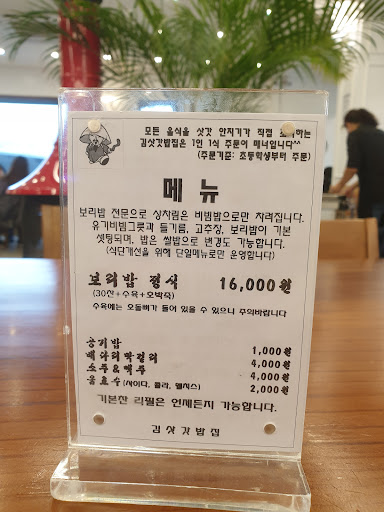 모든 음식을 삿갓 안지기가 직접 하는
김삿갓밥집은 1인 1식 주문이 매너입니다^^
(주문기준: 초등학생부터 주문)
메뉴
보리밥 전문으로 상차림은 비빔밥으로만 차려집니다.
유기비빔그릇과 들기름, 고추장, 보리밥이 기본
셋팅되며, 밥은 쌀밥으로 변경도 가능합니다.
(식단개선을 위해 단일메뉴로만 운영합니다)
보리밥 정식 16,000원
(30찬+수육+호박죽)
수육에는 오돌뼈가 들어 있을 수 있으니 주의바랍니다
공기밥 1,000원
배다리막걸리 4,000원
소주&맥주 4,000원
음료수(사이다, 콜라, 웰치스) 2,000원
기본찬 리필은 언제든지 가능합니다.
김삿갓밥집